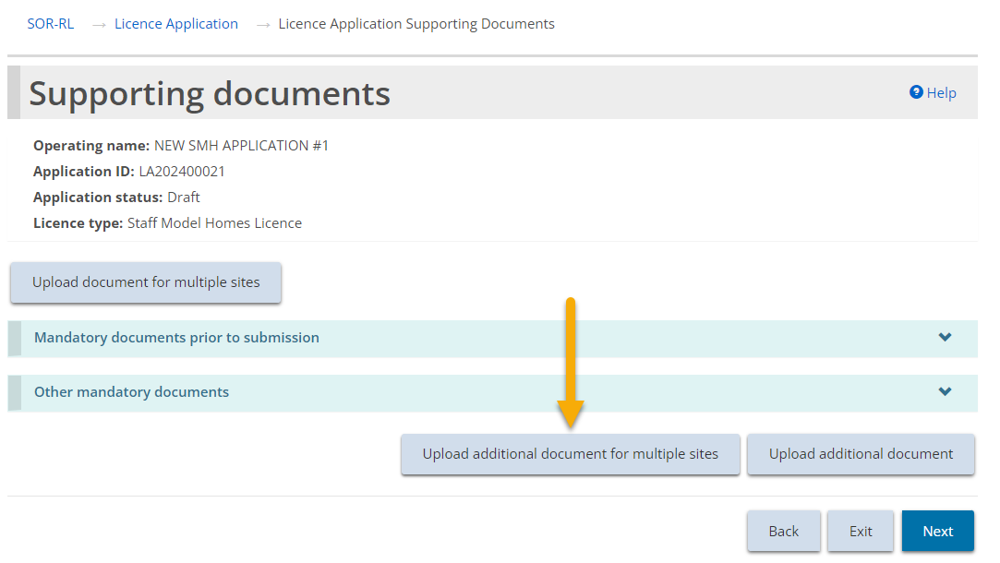 SOR-RL → Licence Application → Licence Application Supporting Documents
Supporting documents
Help
Operating name: NEW SMH APPLICATION #1
Application ID: LA202400021
Application status: Draft
Licence type: Staff Model Homes Licence
Upload document for multiple sites
Mandatory documents prior to submission
Other mandatory documents
Upload additional document for multiple sites
Upload additional document
Back
Exit
Next